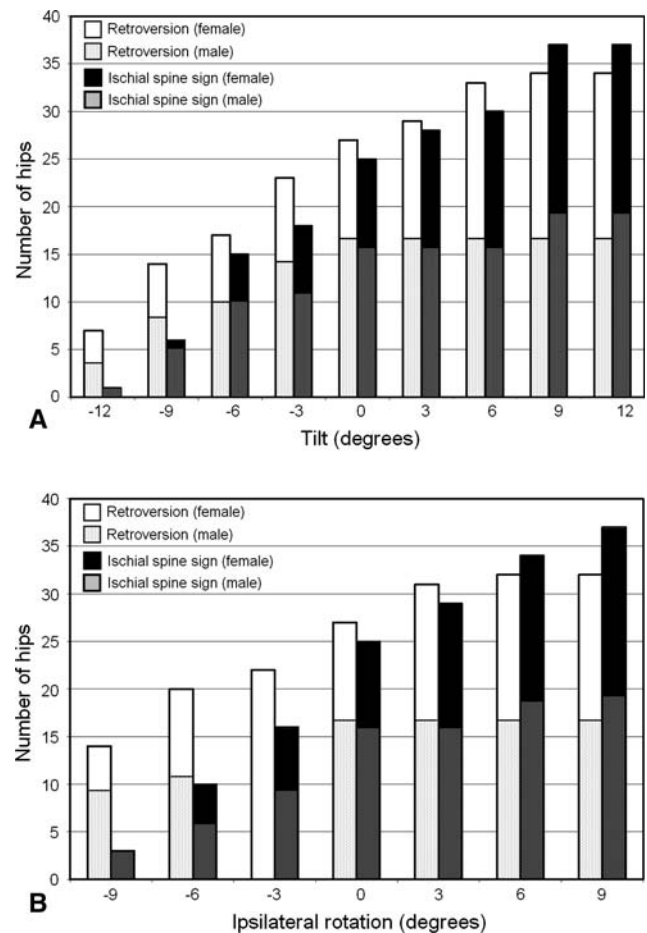 40
35
30
25
20
15
10
5
0
Number of hips
Retroversion (female)
Retroversion (male)
Ischial spine sign (female)
Ischial spine sign (male)
-12 -9 -6 -3 0 3 6 9 12
Tilt (degrees)
A
40
35
30
25
20
15
10
5
0
Number of hips
Retroversion (female)
Retroversion (male)
Ischial spine sign (female)
Ischial spine sign (male)
-9 -6 -3 0 3 6 9
Ipsilateral rotation (degrees)
B